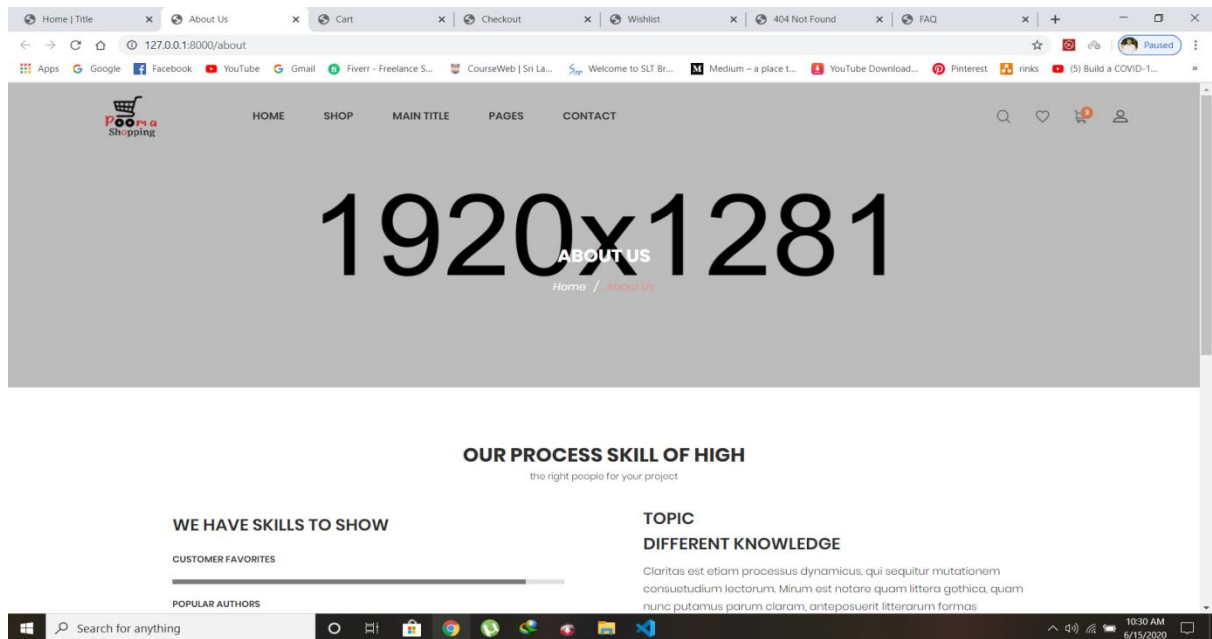 Home | Title
About Us
Cart
Checkout
Wishlist
404 Not Found
FAQ
127.0.0.1:8000/about
Paused
Apps
Google
Facebook
YouTube
Gmail
Fiverr - Freelance S...
CourseWeb | Sri La...
Welcome to SLT Br...
Medium – a place t...
YouTube Download...
Pinterest
rinks
(5) Build a COVID-1...
Pooma
Shopping
HOME
SHOP
MAIN TITLE
PAGES
CONTACT
3
1920x1281
ABOUT US
Home / About Us
OUR PROCESS SKILL OF HIGH
the right people for your project
WE HAVE SKILLS TO SHOW
CUSTOMER FAVORITES
POPULAR AUTHORS
TOPIC
DIFFERENT KNOWLEDGE
Claritas est etiam processus dynamicus, qui sequitur mutationem
consuetudium lectorum. Mirum est notare quam littera gothica, quam
nunc putamus parum claram, anteposuerit litterarum formas
Search for anything
10:30 AM
6/15/2020